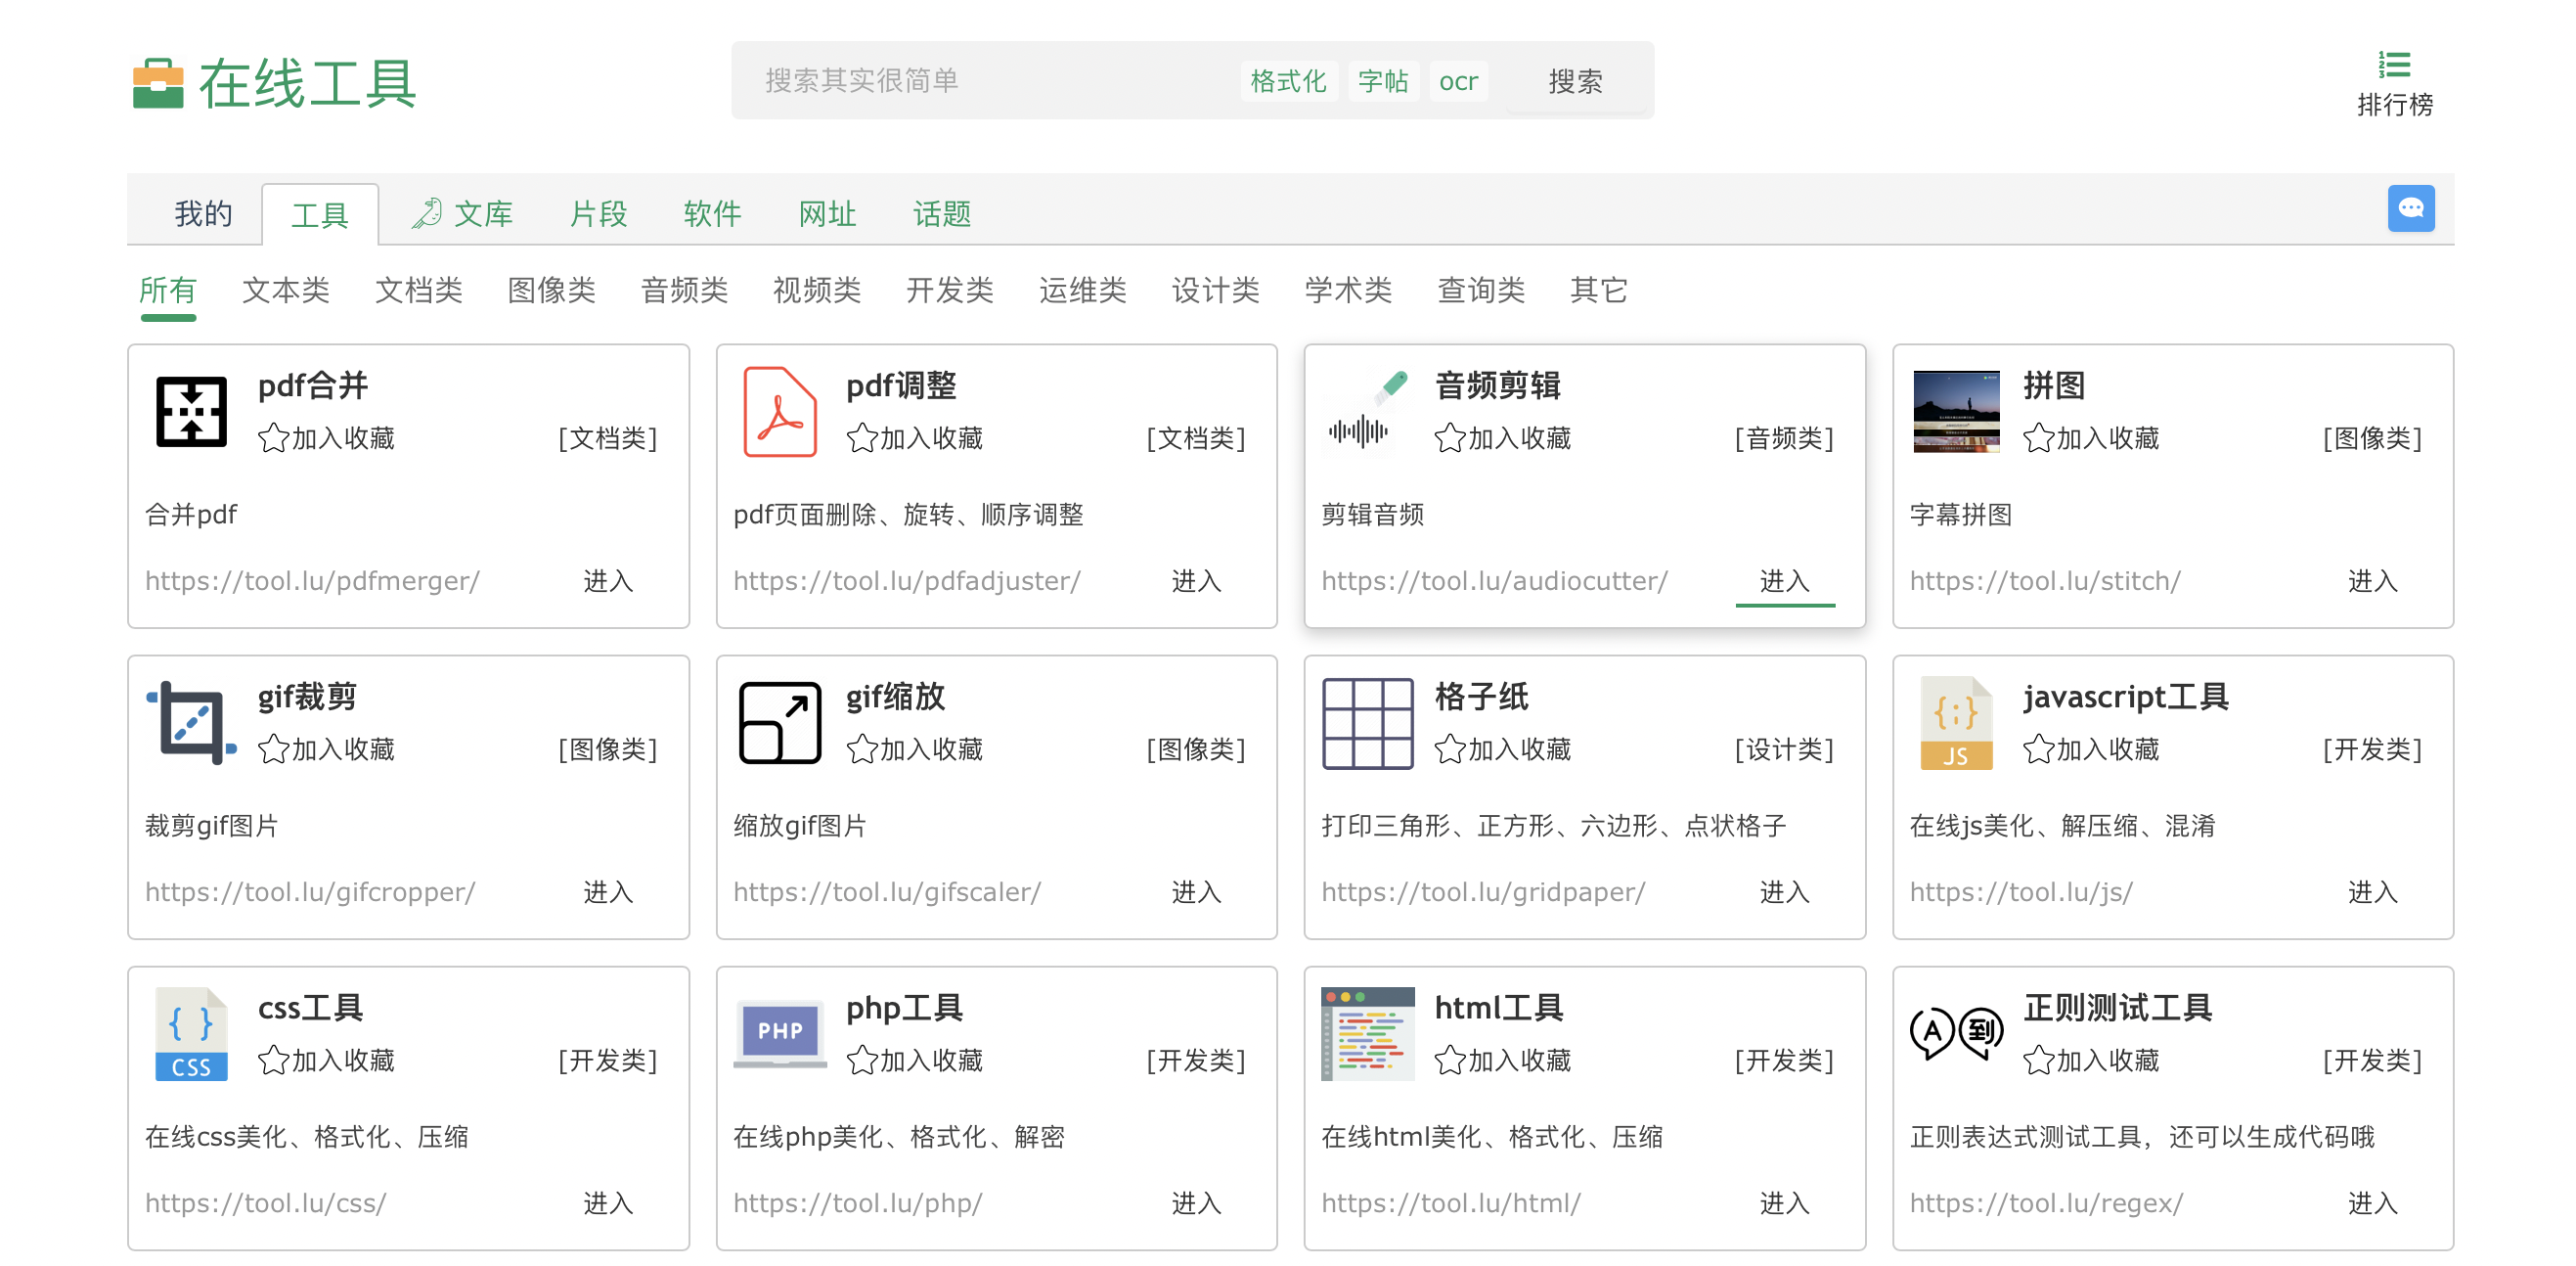 在线工具
搜索其实很简单 格式化 字帖 ocr 搜索
排行榜
我的 工具 文库 片段 软件 网址 话题
所有 文本类 文档类 图像类 音频类 视频类 开发类 运维类 设计类 学术类 查询类 其它
pdf合并
加入收藏 [文档类]
合并pdf
https://tool.lu/pdfmerger/ 进入
pdf调整
加入收藏 [文档类]
pdf页面删除、旋转、顺序调整
https://tool.lu/pdfadjuster/ 进入
音频剪辑
加入收藏 [音频类]
剪辑音频
https://tool.lu/audiocutter/ 进入
拼图
加入收藏 [图像类]
字幕拼图
https://tool.lu/stitch/ 进入
gif裁剪
加入收藏 [图像类]
裁剪gif图片
https://tool.lu/gifcropper/ 进入
gif缩放
加入收藏 [图像类]
缩放gif图片
https://tool.lu/gifscaler/ 进入
格子纸
加入收藏 [设计类]
打印三角形、正方形、六边形、点状格子
https://tool.lu/gridpaper/ 进入
{;}
JS
javascript工具
加入收藏 [开发类]
在线js美化、解压缩、混淆
https://tool.lu/js/ 进入
{ }
CSS
css工具
加入收藏 [开发类]
在线css美化、格式化、压缩
https://tool.lu/css/ 进入
PHP
php工具
加入收藏 [开发类]
在线php美化、格式化、解密
https://tool.lu/php/ 进入
html工具
加入收藏 [开发类]
在线html美化、格式化、压缩
https://tool.lu/html/ 进入
A 到
正则测试工具
加入收藏 [开发类]
正则表达式测试工具，还可以生成代码哦
https://tool.lu/regex/ 进入